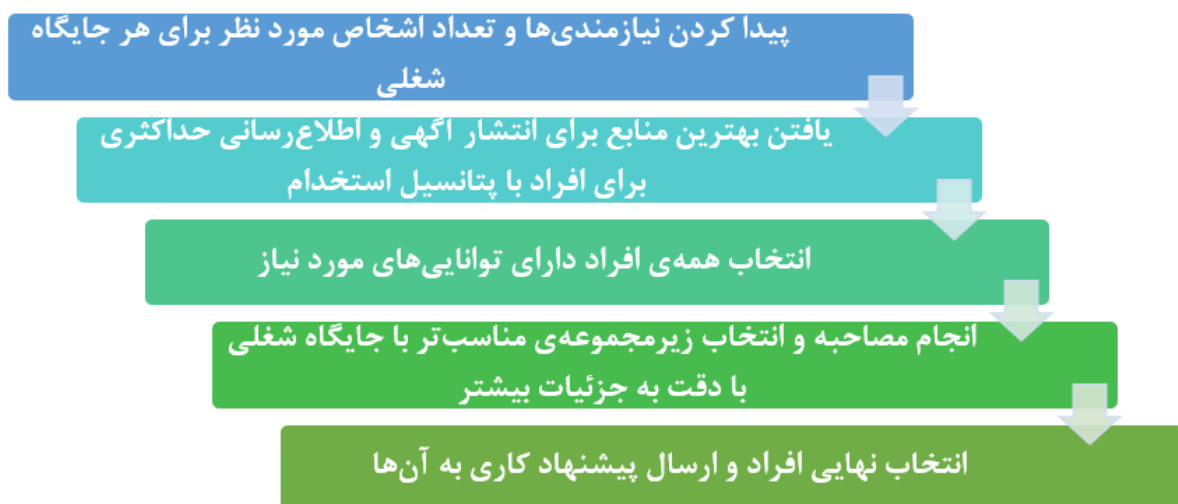 پیدا کردن نیازمندی‌ها و تعداد اشخاص مورد نظر برای هر جایگاه
شغلی
یافتن بهترین منابع برای انتشار آگهی و اطلاع‌رسانی حداکثری
برای افراد با پتانسیل استخدام
انتخاب همه‌ی افراد دارای توانایی‌های مورد نیاز
انجام مصاحبه و انتخاب زیرمجموعه‌ی مناسب‌تر با جایگاه شغلی
با دقت به جزئیات بیشتر
انتخاب نهایی افراد و ارسال پیشنهاد کاری به آن‌ها